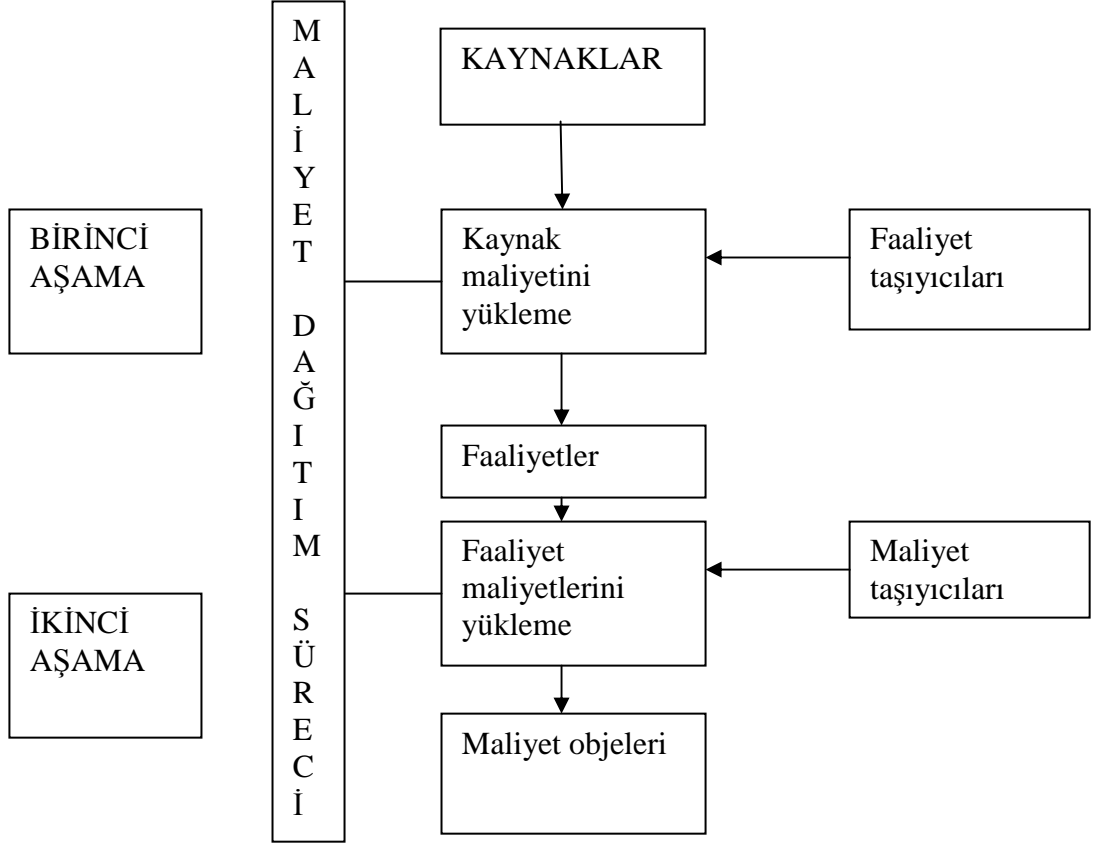 MALİYET DAĞITIM SÜRECİ
KAYNAKLAR
BİRİNCİ
AŞAMA
Kaynak
maliyetini
yükleme
Faaliyet
taşıyıcıları
Faaliyetler
Faaliyet
maliyetlerini
yükleme
Maliyet
taşıyıcıları
İKİNCİ
AŞAMA
Maliyet objeleri